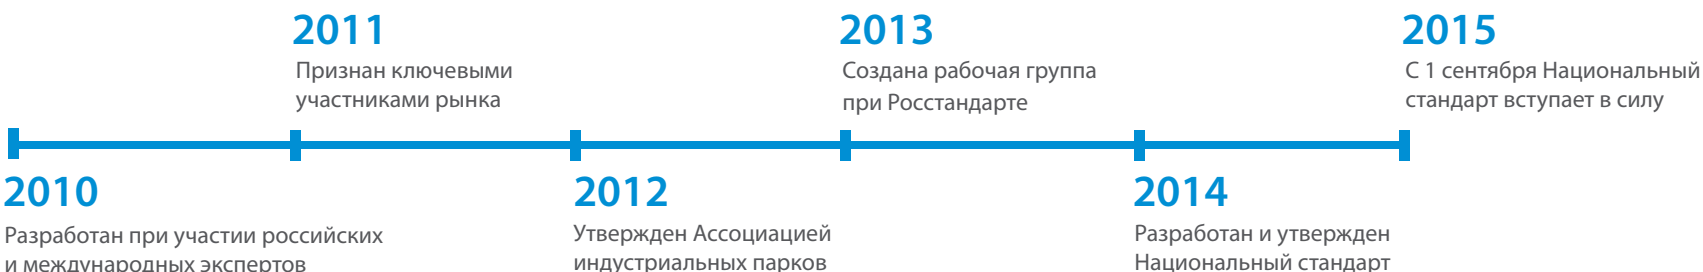 2011
Признан ключевыми
участниками рынка
2013
Создана рабочая группа
при Росстандарте
2015
С 1 сентября Национальный
стандарт вступает в силу
2010
Разработан при участии российских
и международных экспертов
2012
Утвержден Ассоциацией
индустриальных парков
2014
Разработан и утвержден
Национальный стандарт